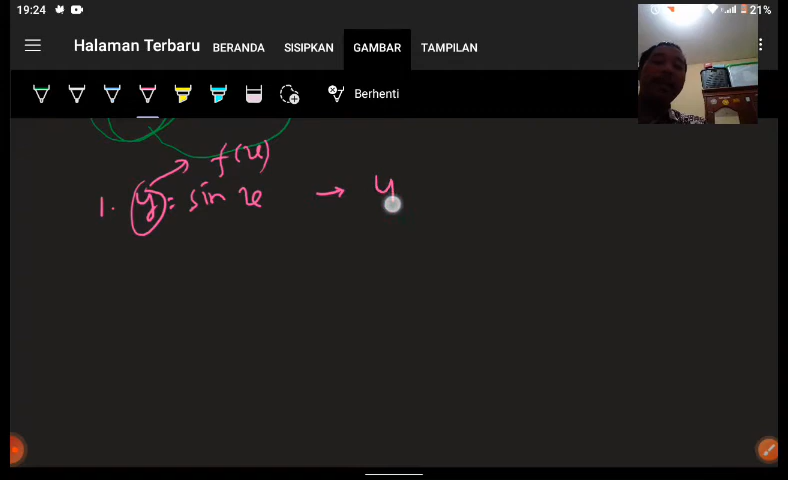 19:24 21%
Halaman Terbaru BERANDA SISIPKAN GAMBAR TAMPILAN
Berhenti
f(x)
1. y = sin x → y